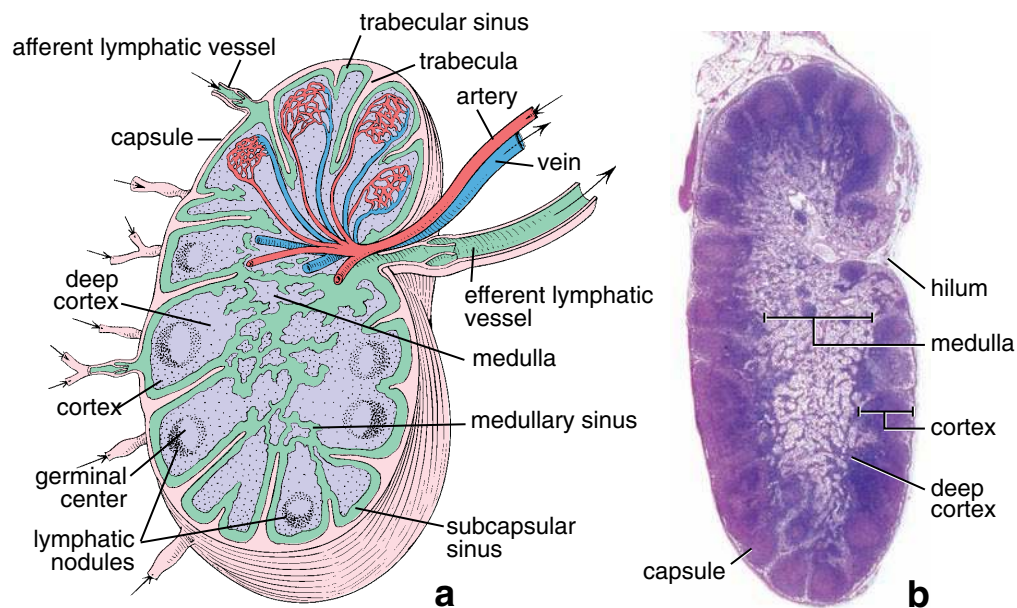 trabecular sinus
afferent lymphatic vessel
trabecula
artery
capsule
vein
deep
cortex
efferent lymphatic
vessel
medulla
cortex
medullary sinus
germinal
center
lymphatic
nodules
subcapsular
sinus
a
hilum
medulla
cortex
deep
cortex
capsule
b